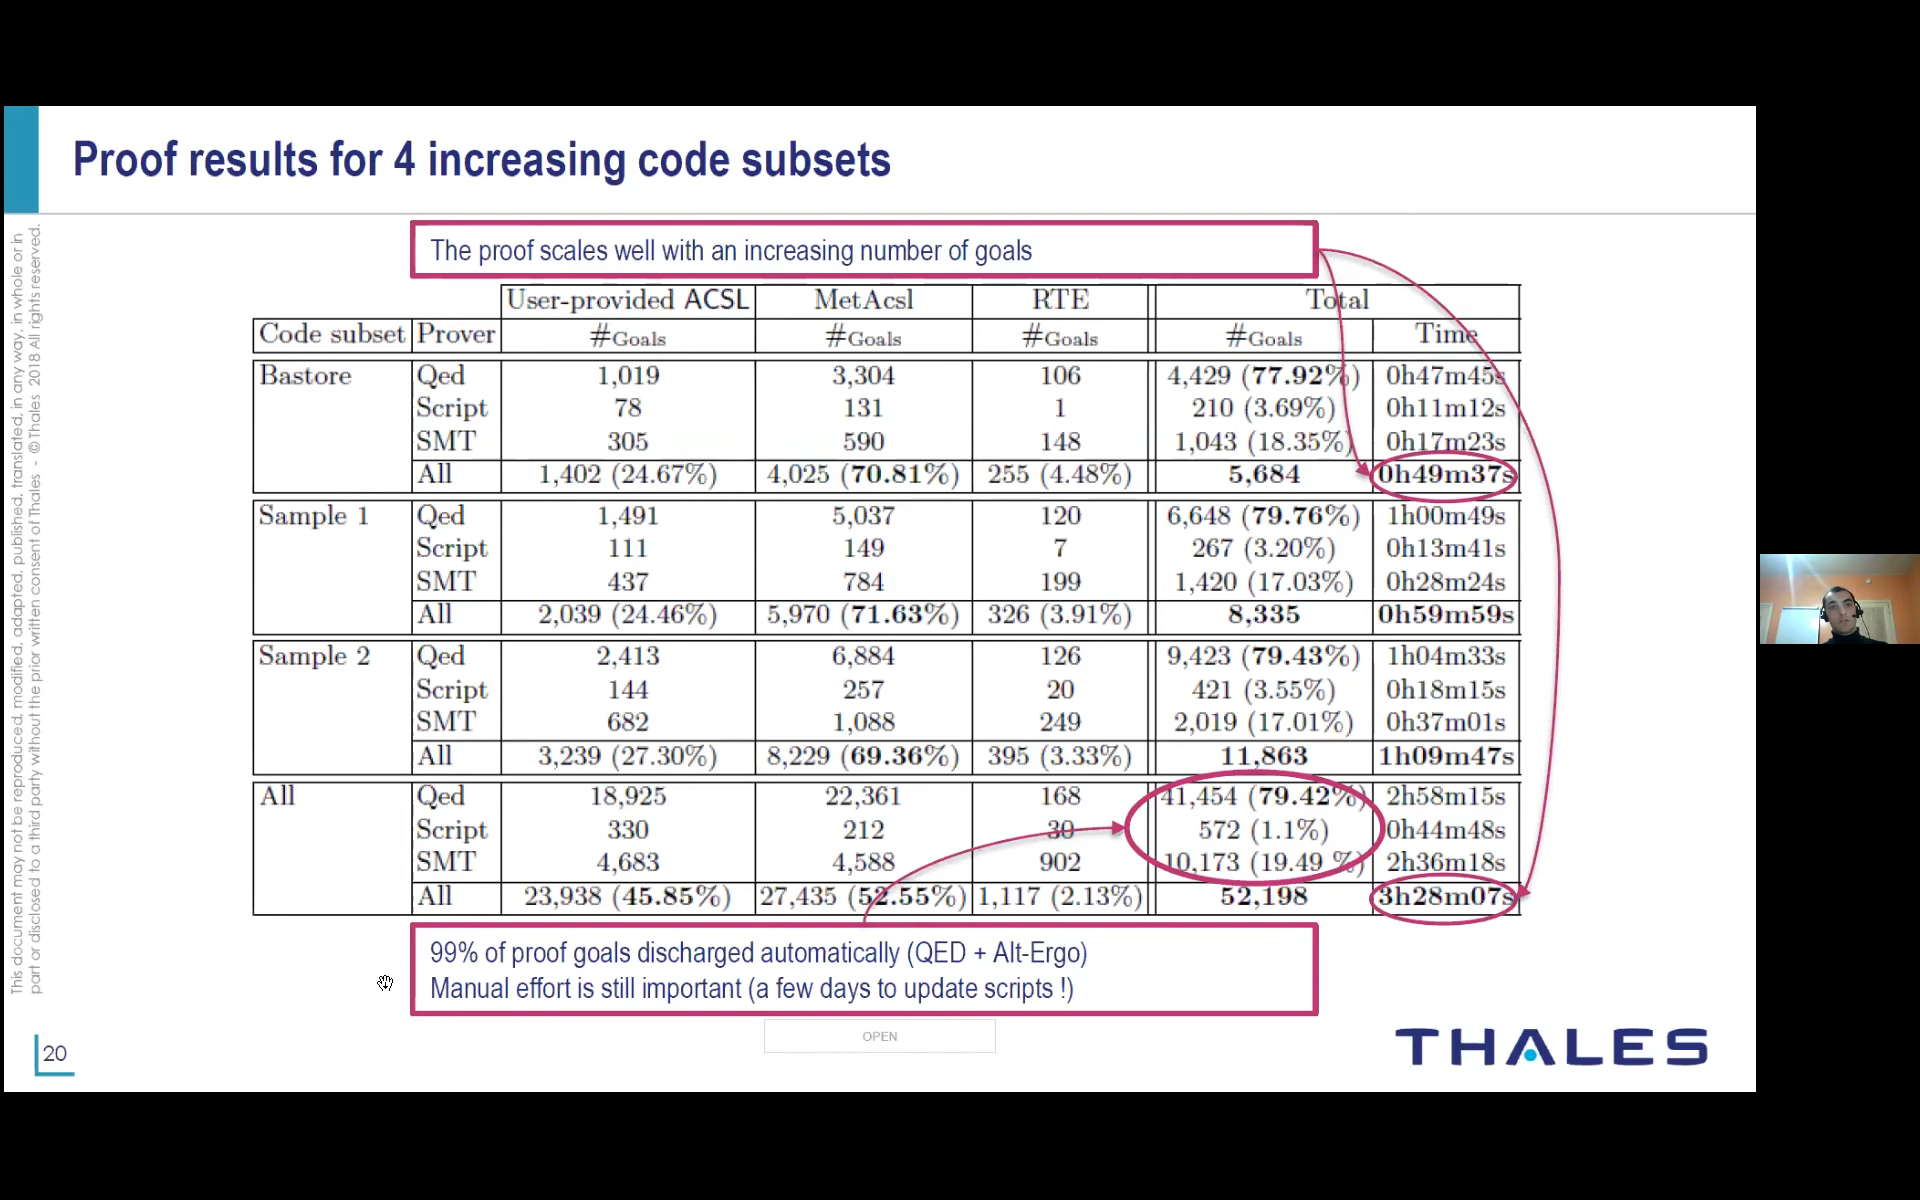 Proof results for 4 increasing code subsets
This document may not be reproduced, modified, adapted, published, translated, in any way, in whole or in
part or disclosed to a third party without the prior written consent of Thales - © Thales 2018 All rights reserved.
The proof scales well with an increasing number of goals
User-provided ACSL MetAcsl RTE Total
Code subset Prover #Goals #Goals #Goals #Goals Time
Bastore Qed 1,019 3,304 106 4,429 (77.92%) 0h47m45s
Script 78 131 1 210 (3.69%) 0h11m12s
SMT 305 590 148 1,043 (18.35%) 0h17m23s
All 1,402 (24.67%) 4,025 (70.81%) 255 (4.48%) 5,684 0h49m37s
Sample 1 Qed 1,491 5,037 120 6,648 (79.76%) 1h00m49s
Script 111 149 7 267 (3.20%) 0h13m41s
SMT 437 784 199 1,420 (17.03%) 0h28m24s
All 2,039 (24.46%) 5,970 (71.63%) 326 (3.91%) 8,335 0h59m59s
Sample 2 Qed 2,413 6,884 126 9,423 (79.43%) 1h04m33s
Script 144 257 20 421 (3.55%) 0h18m15s
SMT 682 1,088 249 2,019 (17.01%) 0h37m01s
All 3,239 (27.30%) 8,229 (69.36%) 395 (3.33%) 11,863 1h09m47s
All Qed 18,925 22,361 168 41,454 (79.42%) 2h58m15s
Script 330 212 30 572 (1.1%) 0h44m48s
SMT 4,683 4,588 902 10,173 (19.49 %) 2h36m18s
All 23,938 (45.85%) 27,435 (52.55%) 1,117 (2.13%) 52,198 3h28m07s
99% of proof goals discharged automatically (QED + Alt-Ergo)
Manual effort is still important (a few days to update scripts !)
OPEN
20
THALES